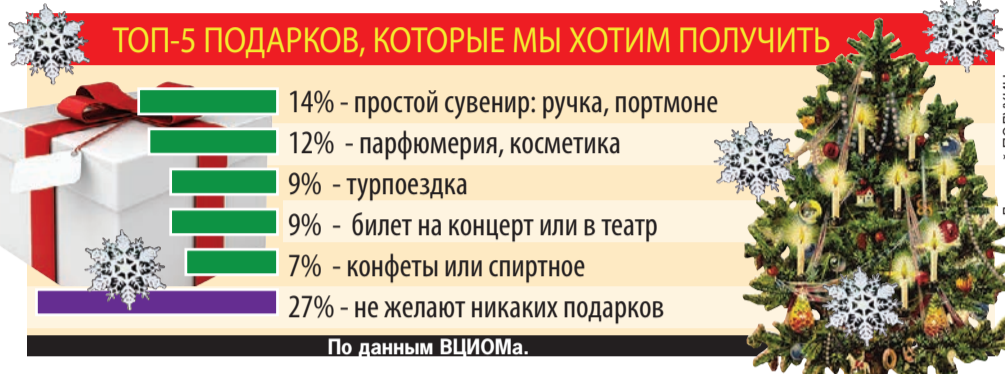 ТОП-5 ПОДАРКОВ, КОТОРЫЕ МЫ ХОТИМ ПОЛУЧИТЬ
14% - простой сувенир: ручка, портмоне
12% - парфюмерия, косметика
9% - турпоездка
9% - билет на концерт или в театр
7% - конфеты или спиртное
27% - не желают никаких подарков
По данным ВЦИОМа.